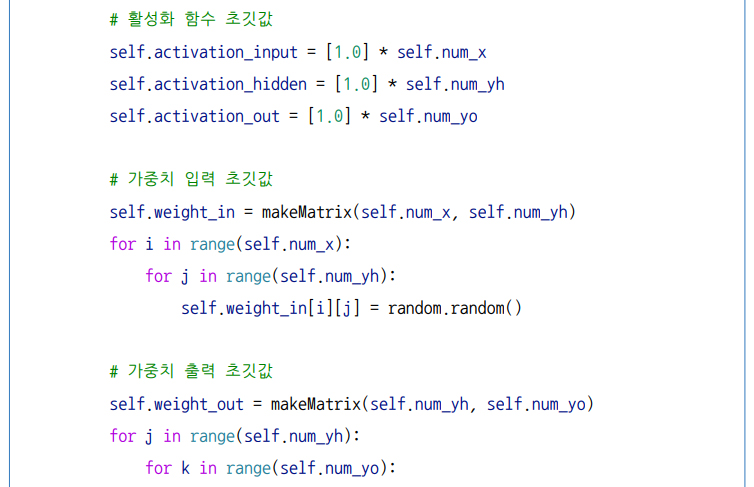 # 활성화 함수 초깃값
self.activation_input = [1.0] * self.num_x
self.activation_hidden = [1.0] * self.num_yh
self.activation_out = [1.0] * self.num_yo
# 가중치 입력 초깃값
self.weight_in = makeMatrix(self.num_x, self.num_yh)
for i in range(self.num_x):
for j in range(self.num_yh):
self.weight_in[i][j] = random.random()
# 가중치 출력 초깃값
self.weight_out = makeMatrix(self.num_yh, self.num_yo)
for j in range(self.num_yh):
for k in range(self.num_yo):